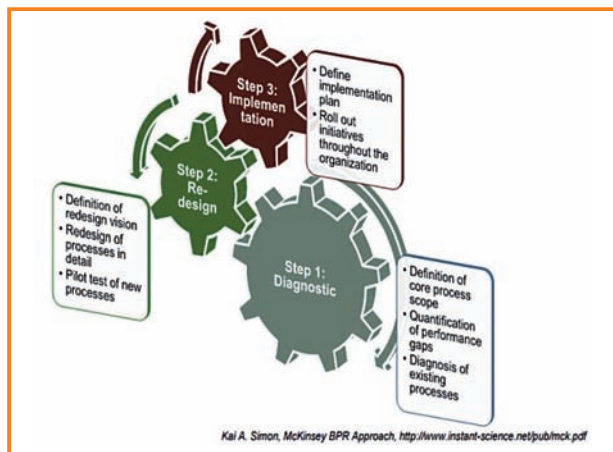 Step 3:
Implemen
tation
• Define
implementation
plan
• Roll out
initiatives
throughout the
organization
Step 2:
Re-
design
• Definition of
redesign vision
• Redesign of
processes in
detail
• Pilot test of new
processes
Step 1:
Diagnostic
• Definition of
core process
scope
• Quantification
of performance
gaps
• Diagnosis of
existing
processes
Kai A. Simon, McKinsey BPR Approach, http://www.instant-science.net/pub/mck.pdf